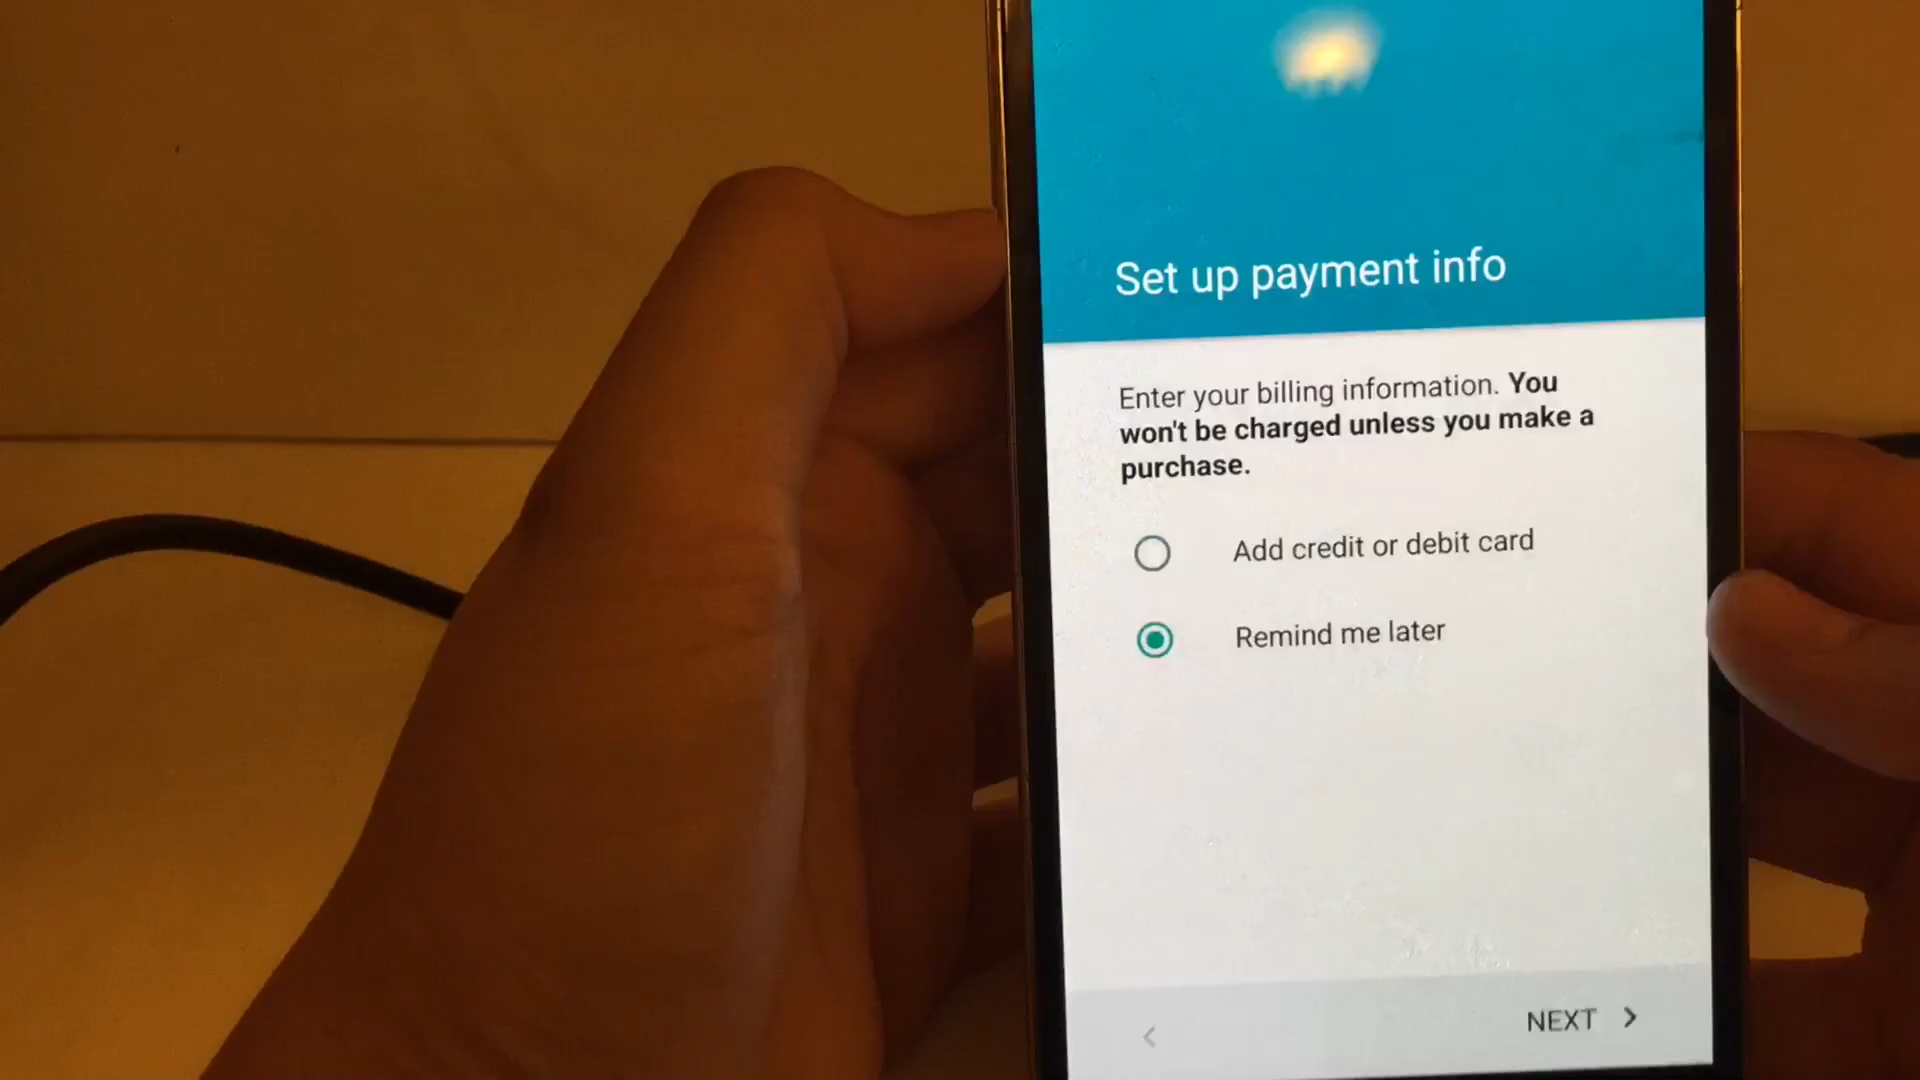 Set up payment info
Enter your billing information. You
won't be charged unless you make a
purchase.
Add credit or debit card
Remind me later
NEXT